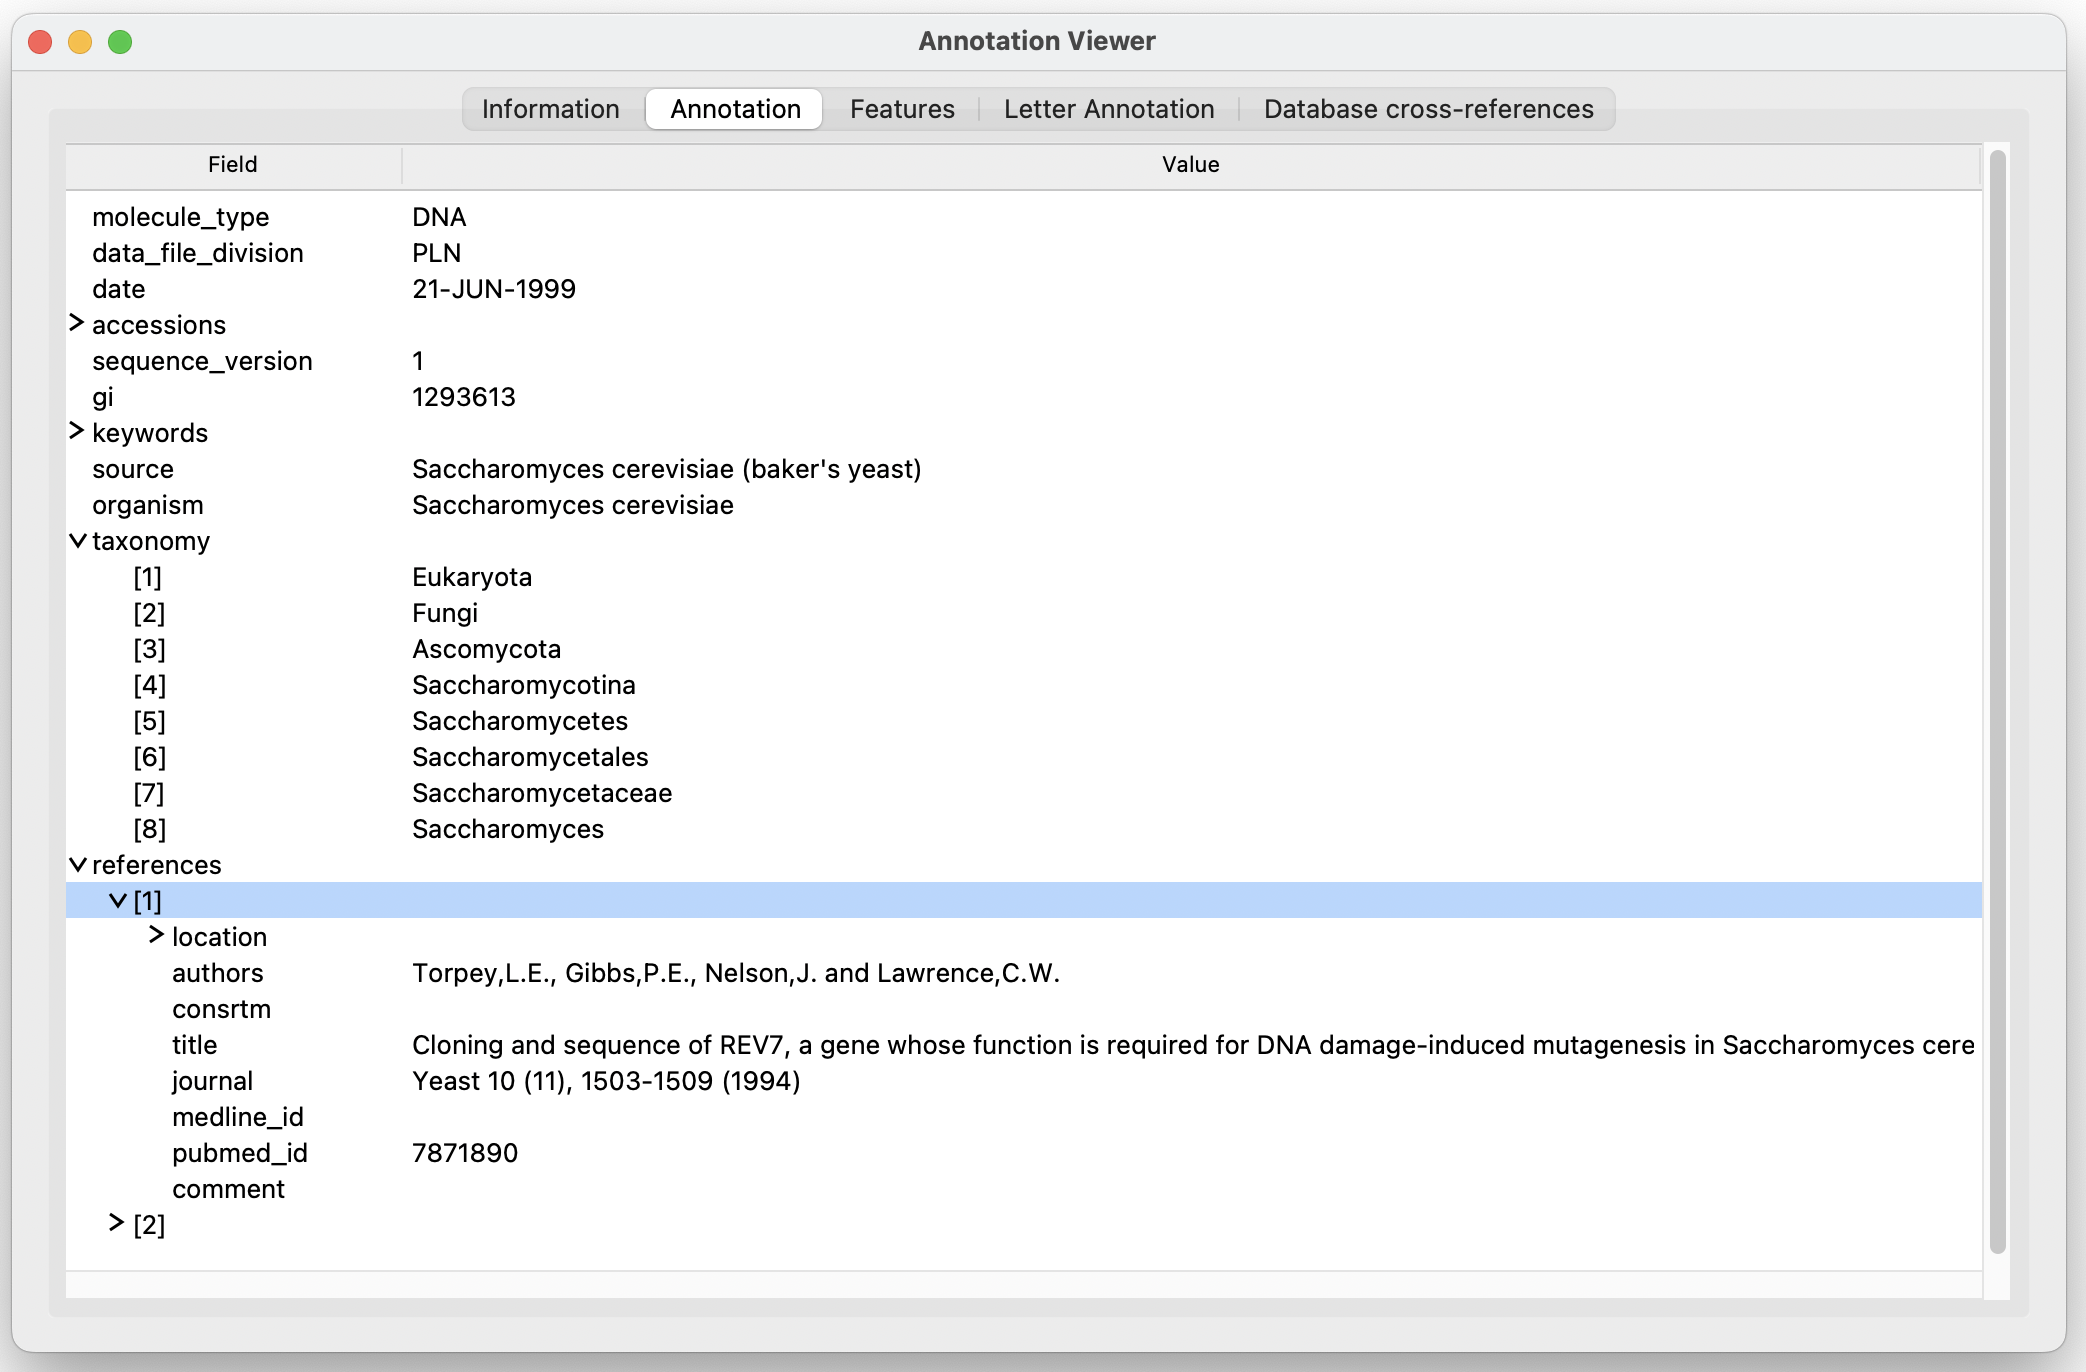 Annotation Viewer
Information Annotation Features Letter Annotation Database cross-references
Field Value
molecule_type DNA
data_file_division PLN
date 21-JUN-1999
accessions
sequence_version 1
gi 1293613
keywords
source Saccharomyces cerevisiae (baker's yeast)
organism Saccharomyces cerevisiae
taxonomy
[1] Eukaryota
[2] Fungi
[3] Ascomycota
[4] Saccharomycotina
[5] Saccharomycetes
[6] Saccharomycetales
[7] Saccharomycetaceae
[8] Saccharomyces
references
[1]
location
authors Torpey,L.E., Gibbs,P.E., Nelson,J. and Lawrence,C.W.
consrtm
title Cloning and sequence of REV7, a gene whose function is required for DNA damage-induced mutagenesis in Saccharomyces cere
journal Yeast 10 (11), 1503-1509 (1994)
medline_id
pubmed_id 7871890
comment
[2]